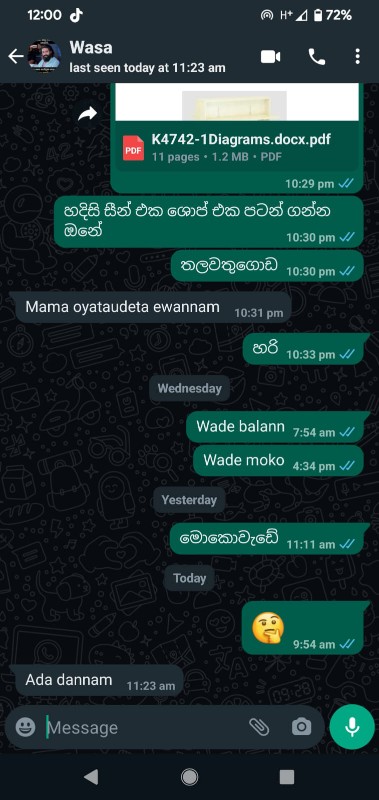 12:00 H+ 72%
Wasa
last seen today at 11:23 am
PDF K4742-1Diagrams.docx.pdf
11 pages • 1.2 MB • PDF
10:29 pm
හදිසි සීන් එක ශොප් එක පටන් ගන්න
ඔනේ 10:30 pm
තලවතුගොඩ 10:30 pm
Mama oyataudeta ewannam 10:31 pm
හරි 10:33 pm
Wednesday
Wade balann 7:54 am
Wade moko 4:34 pm
Yesterday
මොකොවැඩේ 11:11 am
Today
🤔
9:54 am
Ada dannam 11:23 am
Message